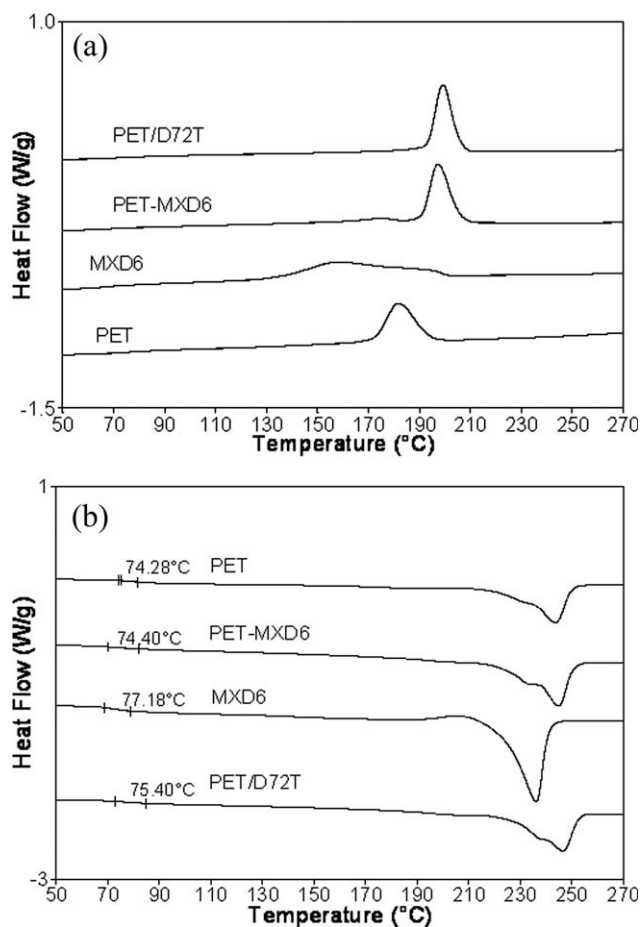 1.0
(a)
PET/D72T
PET-MXD6
MXD6
PET
Heat Flow (W/g)
-1.5
50 70 90 110 130 150 170 190 210 230 250 270
Temperature (°C)
1
(b)
74.28°C PET
74.40°C PET-MXD6
77.18°C MXD6
75.40°C PET/D72T
Heat Flow (W/g)
-3
50 70 90 110 130 150 170 190 210 230 250 270
Temperature (°C)